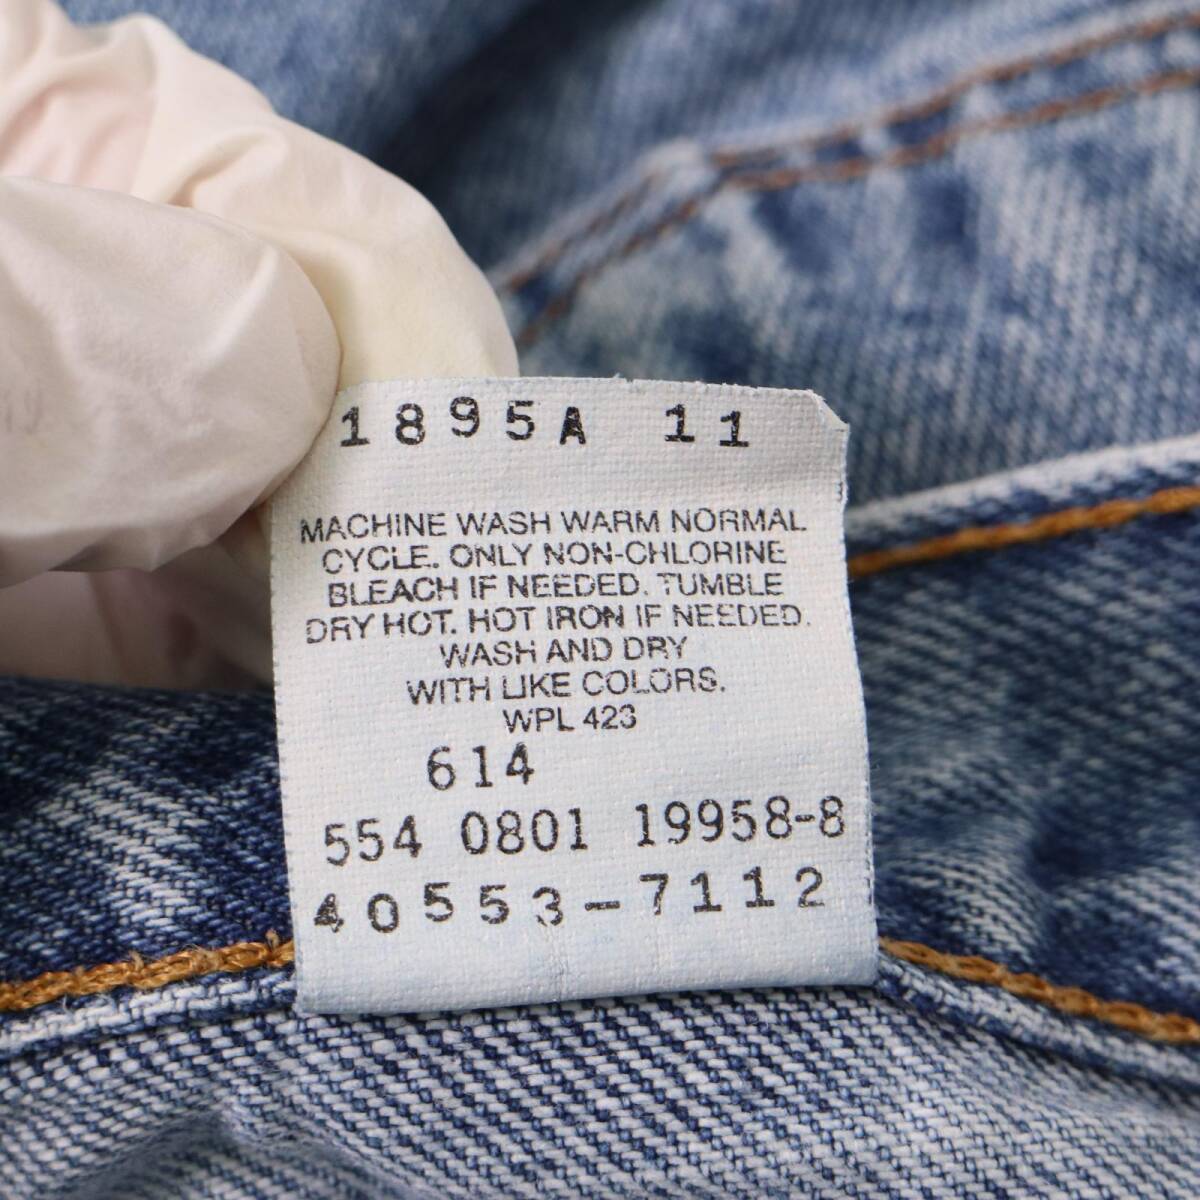 1895A 11
MACHINE WASH WARM NORMAL
CYCLE. ONLY NON-CHLORINE
BLEACH IF NEEDED. TUMBLE
DRY HOT. HOT IRON IF NEEDED.
WASH AND DRY
WITH LIKE COLORS.
WPL 423
614
554 0801 19958-8
40553-7112